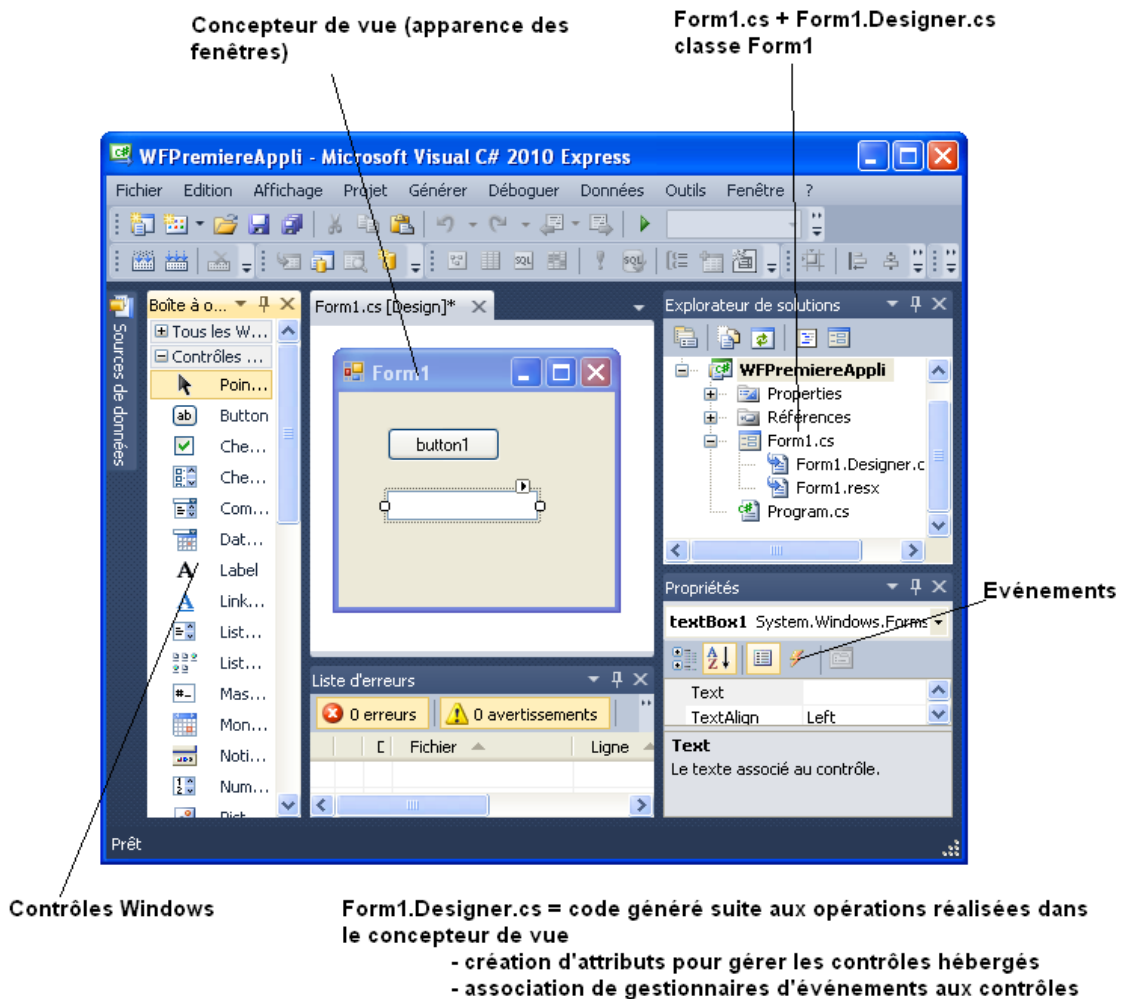 Concepteur de vue (apparence des
fenêtres)
Form1.cs + Form1.Designer.cs
classe Form1
WFPremiereAppli - Microsoft Visual C# 2010 Express
Fichier Edition Affichage Projet Générer Déboguer Données Outils Fenêtre ?
Sources de données
Boîte à o...
Tous les W...
Contrôles ...
Poin...
Button
Che...
Che...
Com...
Dat...
Label
Link...
List...
List...
Mas...
Mon...
Noti...
Num...
Pict...
Form1.cs [Design]*
Form1
button1
Liste d'erreurs
0 erreurs 0 avertissements
Fichier Ligne
Explorateur de solutions
WFPremiereAppli
Properties
Références
Form1.cs
Form1.Designer.c
Form1.resx
Program.cs
Propriétés
textBox1 System.Windows.Forms
Text
TextAlign Left
Text
Le texte associé au contrôle.
Evénements
Prêt
Contrôles Windows
Form1.Designer.cs = code généré suite aux opérations réalisées dans
le concepteur de vue
- création d'attributs pour gérer les contrôles hébergés
- association de gestionnaires d'événements aux contrôles